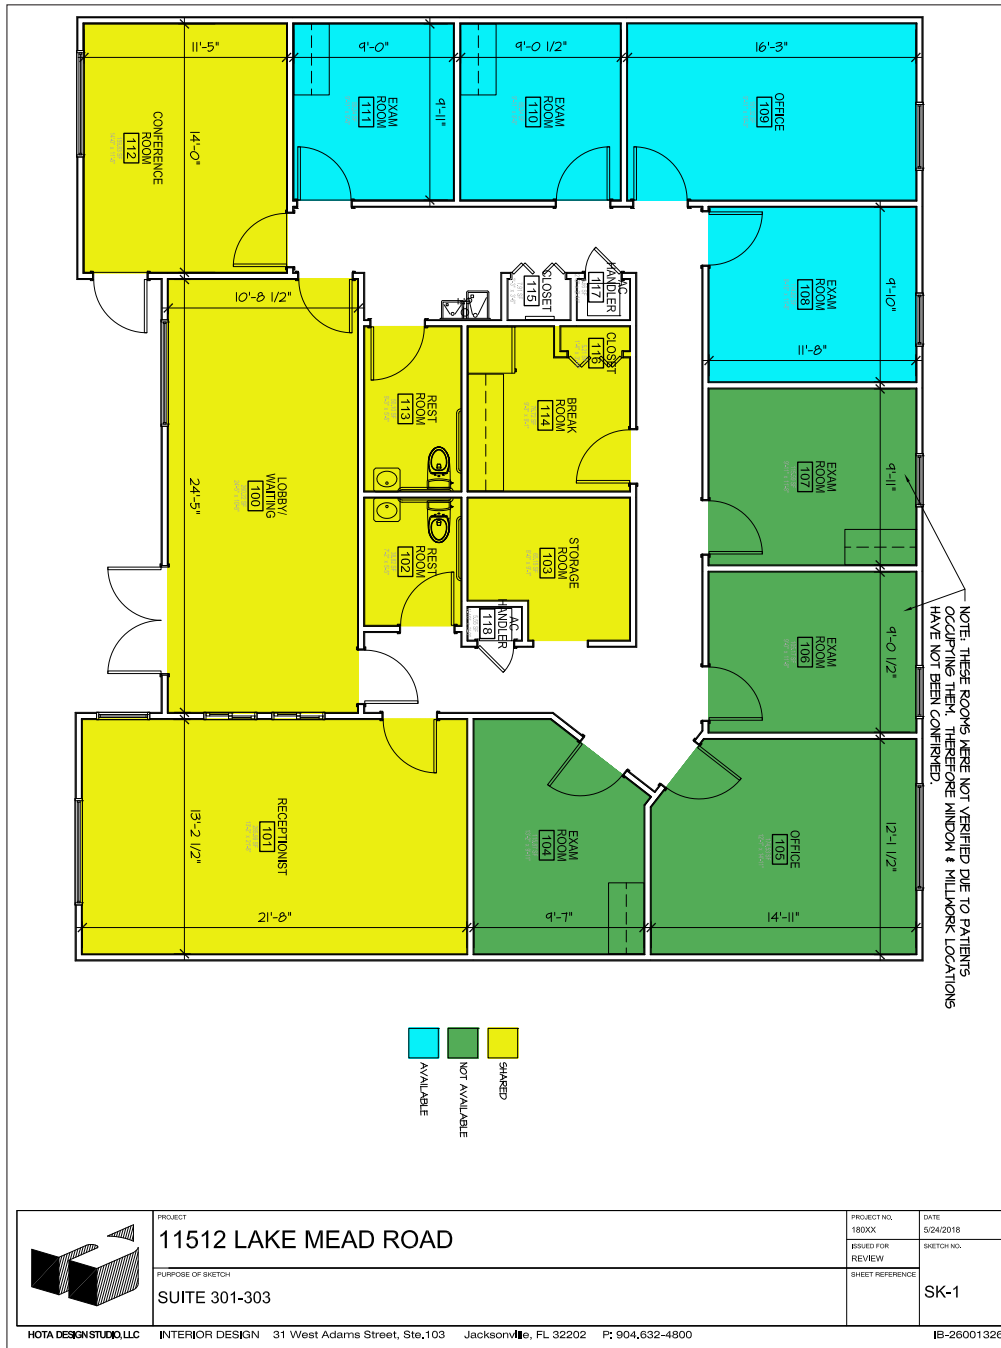 11'-5"
9'-0"
9'-0 1/2"
16'-3"
CONFERENCE
ROOM
112
14'-0"
EXAM
ROOM
111
9'-11"
EXAM
ROOM
110
OFFICE
109
10'-8 1/2"
CLOSET
115
AC
HANDLER
117
EXAM
ROOM
108
9'-10"
11'-8"
CLOSET
116
REST
ROOM
113
BREAK
ROOM
114
EXAM
ROOM
107
9'-11"
LOBBY/
WAITING
100
24'-5"
REST
ROOM
102
STORAGE
ROOM
103
AC
HANDLER
118
EXAM
ROOM
106
9'-0 1/2"
NOTE: THESE ROOMS WERE NOT VERIFIED DUE TO PATIENTS
OCCUPYING THEM. THEREFORE WINDOW & MILLWORK LOCATIONS
HAVE NOT BEEN CONFIRMED.
RECEPTIONIST
101
13'-2 1/2"
21'-8"
EXAM
ROOM
104
9'-7"
OFFICE
105
12'-1 1/2"
14'-11"
SHARED
NOT AVAILABLE
AVAILABLE
PROJECT
11512 LAKE MEAD ROAD
PURPOSE OF SKETCH
SUITE 301-303
PROJECT NO.
180XX
DATE
5/24/2018
ISSUED FOR
REVIEW
SKETCH NO.
SHEET REFERENCE
SK-1
HOTA DESIGN STUDIO, LLC
INTERIOR DESIGN 31 West Adams Street, Ste.103 Jacksonville, FL 32202 P: 904.632-4800
IB-26001326